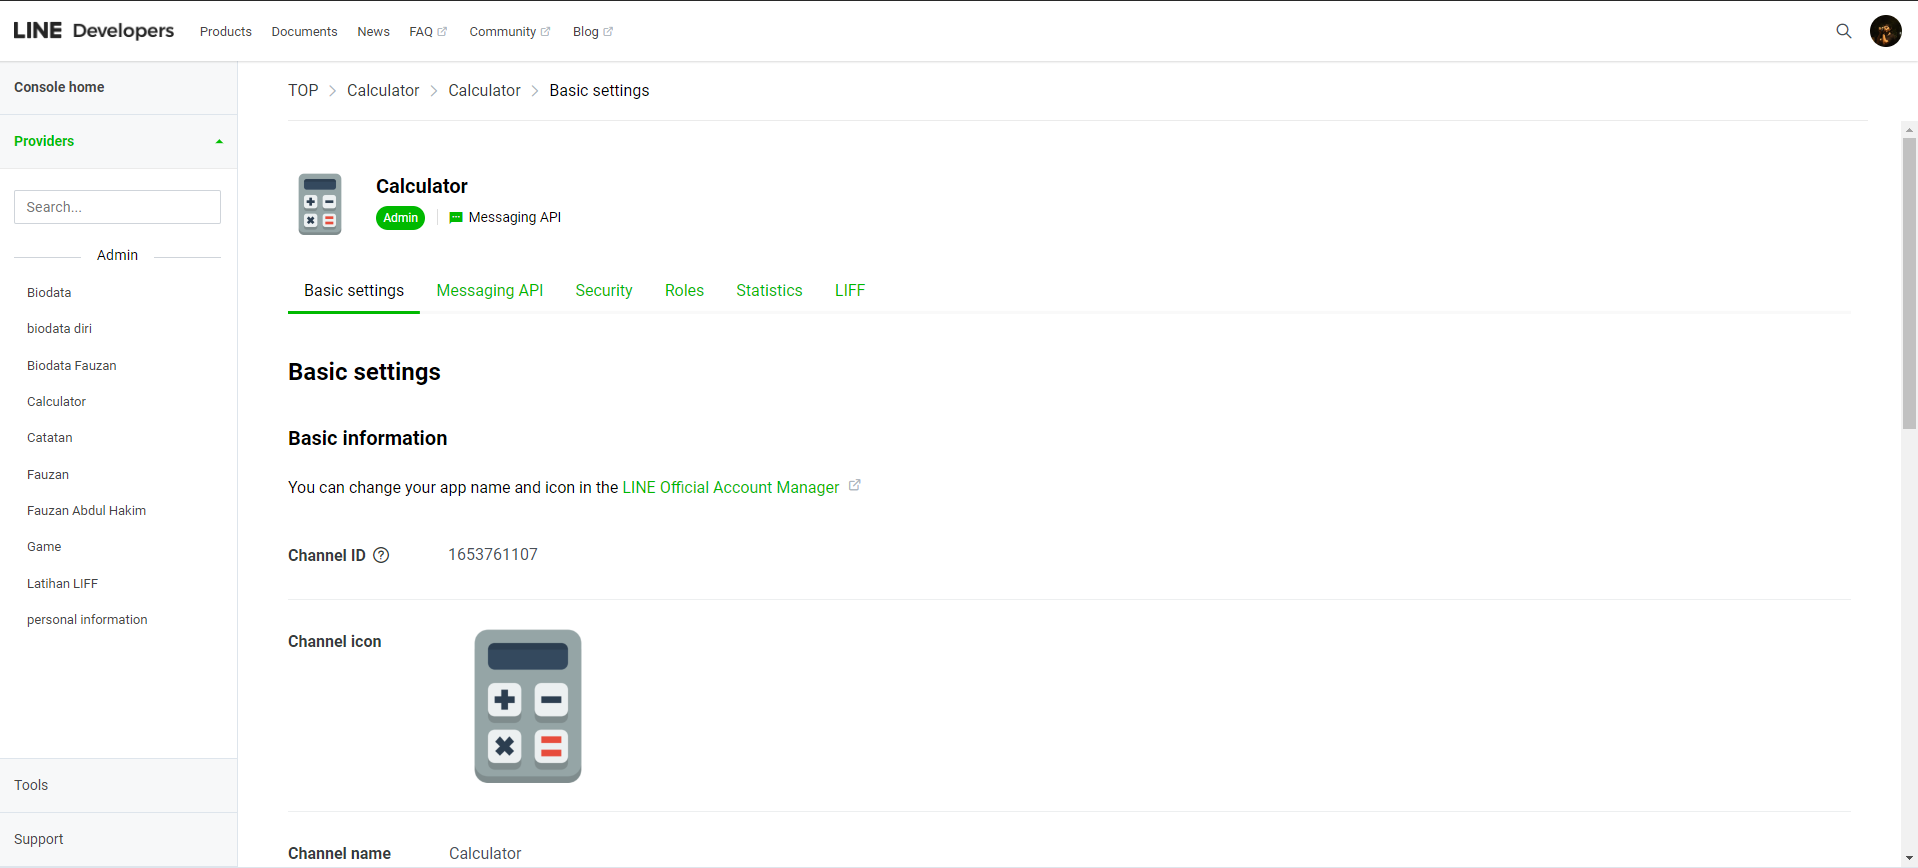 LINE Developers Products Documents News FAQ Community Blog
Console home
Providers
Search...
Admin
Biodata
biodata diri
Biodata Fauzan
Calculator
Catatan
Fauzan
Fauzan Abdul Hakim
Game
Latihan LIFF
personal information
Tools
Support
TOP > Calculator > Calculator > Basic settings
Calculator
Admin Messaging API
Basic settings Messaging API Security Roles Statistics LIFF
Basic settings
Basic information
You can change your app name and icon in the LINE Official Account Manager
Channel ID ? 1653761107
Channel icon
Channel name Calculator